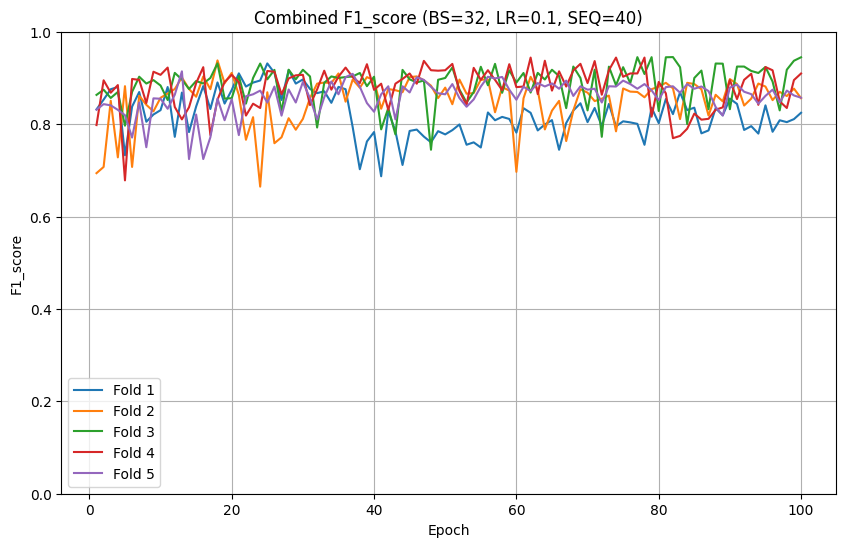 Combined F1_score (BS=32, LR=0.1, SEQ=40)
F1_score
1.0
0.8
0.6
0.4
0.2
0.0
Fold 1
Fold 2
Fold 3
Fold 4
Fold 5
0 20 40 60 80 100
Epoch